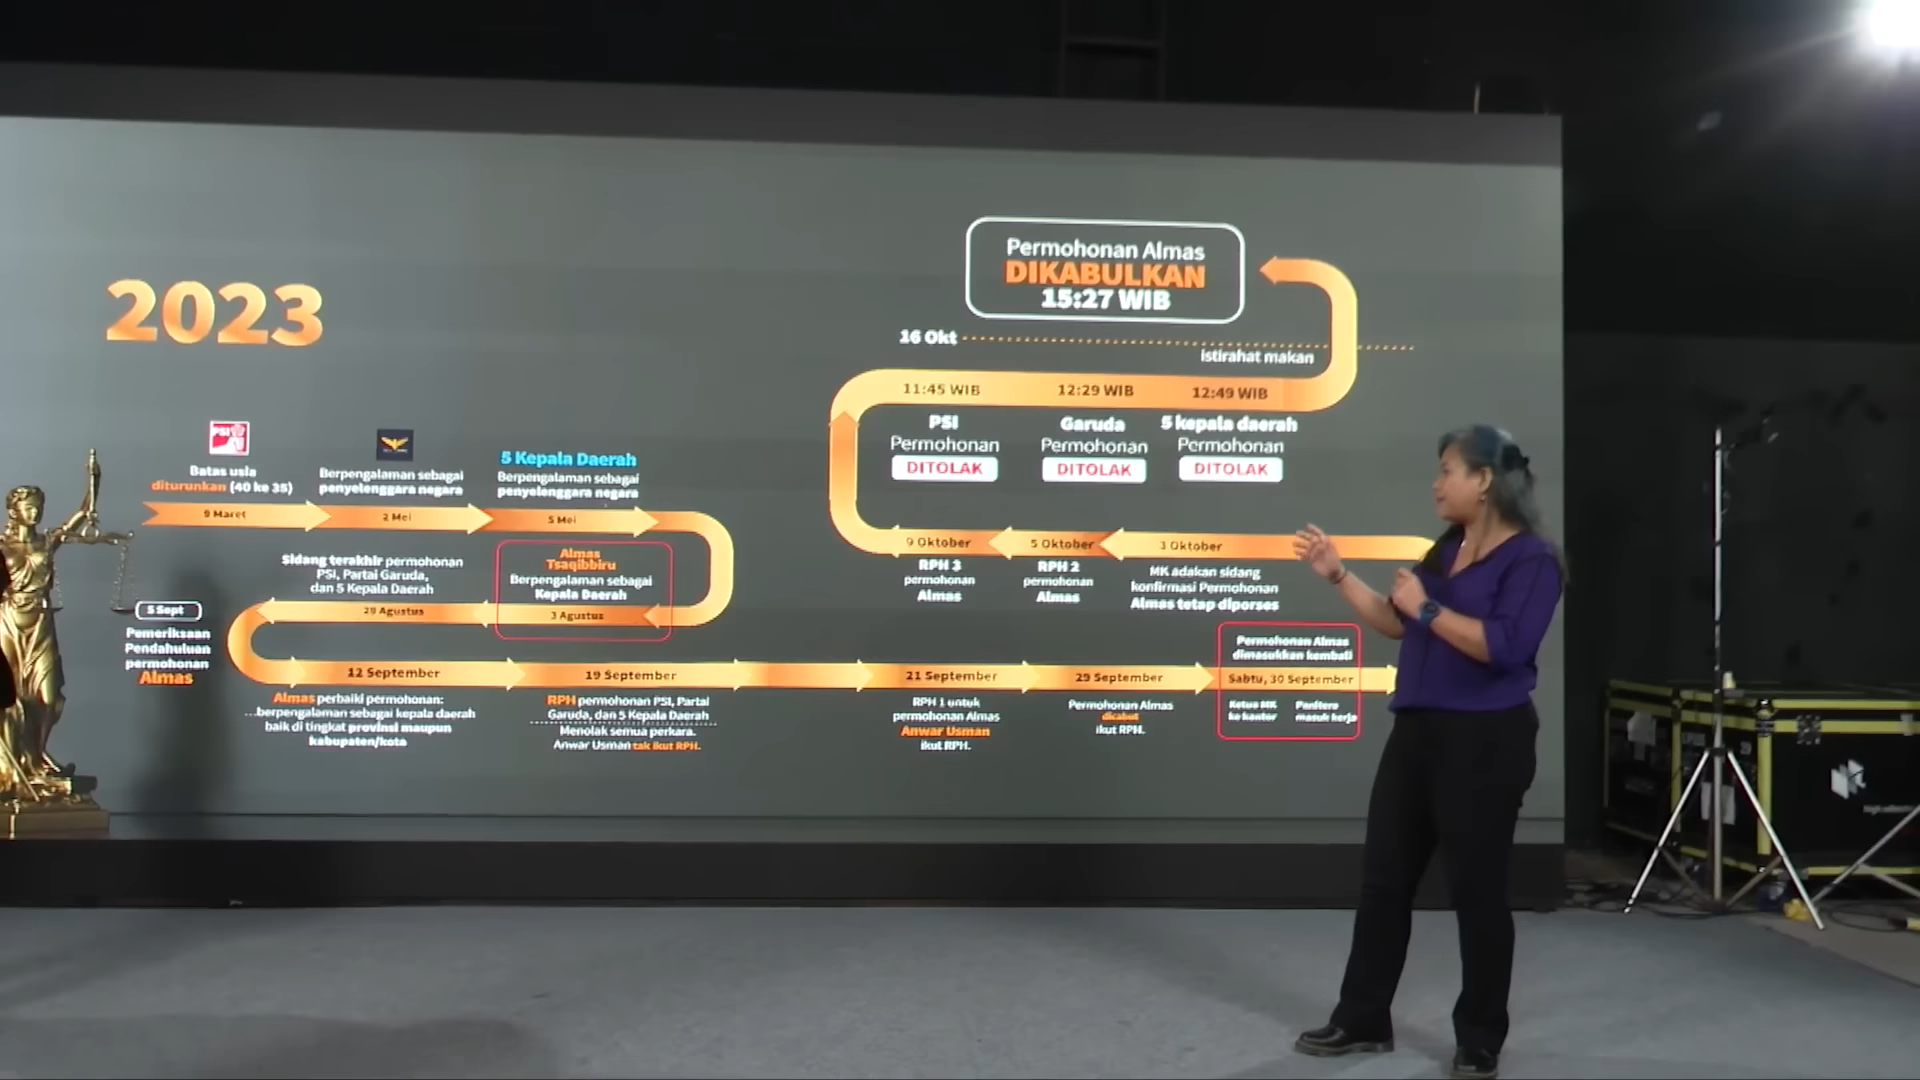 2023
PSI
Batas usia
diturunkan (40 ke 35)
9 Maret
Berpengalaman sebagai
penyelenggara negara
2 Mei
5 Kepala Daerah
Berpengalaman sebagai
penyelenggara negara
5 Mei
Almas
Tsaqibbiru
Berpengalaman sebagai
Kepala Daerah
3 Agustus
Sidang terakhir permohonan
PSI, Partai Garuda,
dan 5 Kepala Daerah
29 Agustus
5 Sept
Pemeriksaan
Pendahuluan
permohonan
Almas
12 September
Almas perbaiki permohonan:
...berpengalaman sebagai kepala daerah
baik di tingkat provinsi maupun
kabupaten/kota
19 September
RPH permohonan PSI, Partai
Garuda, dan 5 Kepala Daerah
Menolak semua perkara.
Anwar Usman tak ikut RPH.
21 September
RPH 1 untuk
permohonan Almas
Anwar Usman
ikut RPH.
29 September
Permohonan Almas
dicabut
ikut RPH.
Permohonan Almas
dimasukkan kembali
Sabtu, 30 September
Ketua MK
ke kantor
Panitera
masuk kerja
3 Oktober
MK adakan sidang
konfirmasi Permohonan
Almas tetap diporses
5 Oktober
RPH 2
permohonan
Almas
9 Oktober
RPH 3
permohonan
Almas
11:45 WIB
PSI
Permohonan
DITOLAK
12:29 WIB
Garuda
Permohonan
DITOLAK
12:49 WIB
5 kepala daerah
Permohonan
DITOLAK
istirahat makan
16 Okt
Permohonan Almas
DIKABULKAN
15:27 WIB